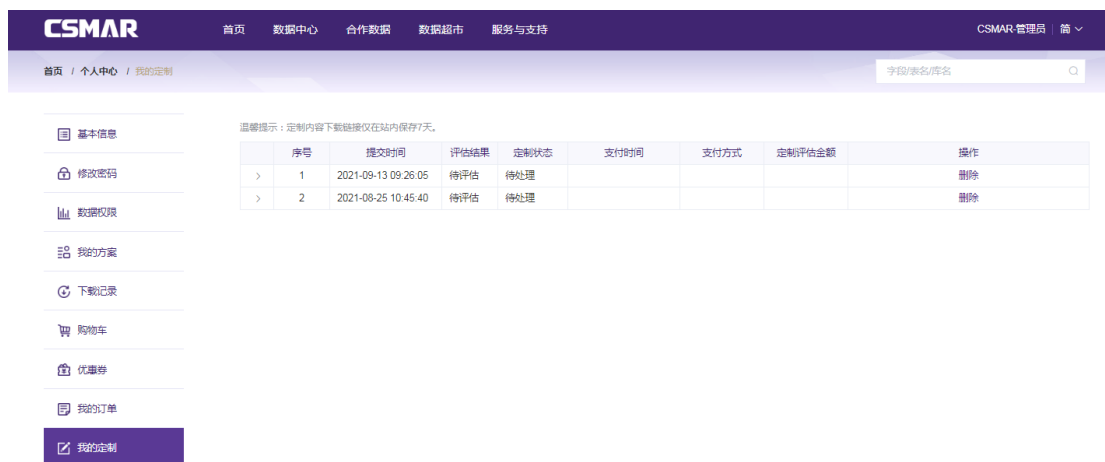 CSMAR 首页 数据中心 合作数据 数据超市 服务与支持 CSMAR-管理员 简
首页 / 个人中心 / 我的定制 字段/表名/库名
基本信息
修改密码
数据权限
我的方案
下载记录
购物车
优惠券
我的订单
我的定制
温馨提示：定制内容下载链接仅在站内保存7天。
序号 提交时间 评估结果 定制状态 支付时间 支付方式 定制评估金额 操作
1 2021-09-13 09:26:05 待评估 待处理 删除
2 2021-08-25 10:45:40 待评估 待处理 删除